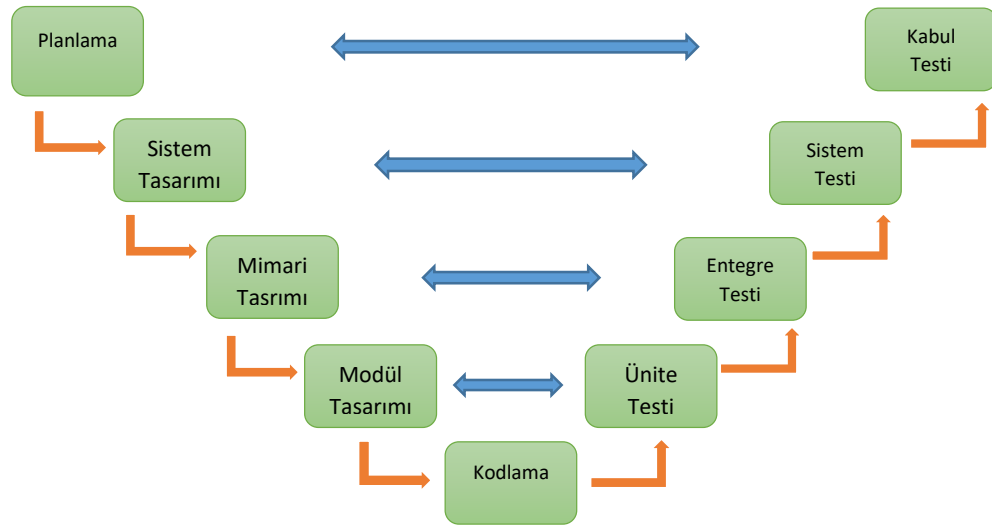 Planlama
Kabul
Testi
Sistem
Tasarımı
Sistem
Testi
Mimari
Tasrımı
Entegre
Testi
Modül
Tasarımı
Ünite
Testi
Kodlama